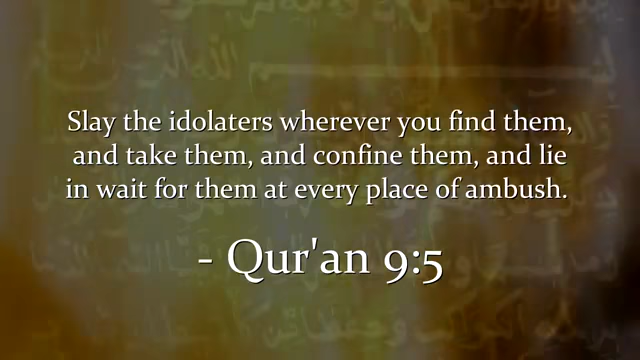 Slay the idolaters wherever you find them,
and take them, and confine them, and lie
in wait for them at every place of ambush.
- Qur'an 9:5